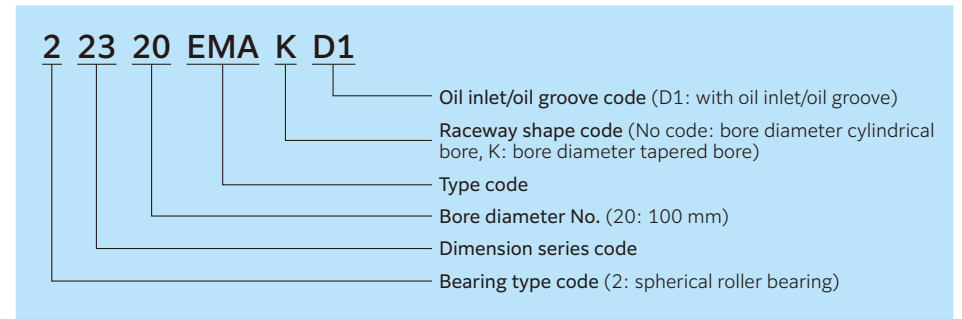 2 23 20 EMA K D1
Oil inlet/oil groove code (D1: with oil inlet/oil groove)
Raceway shape code (No code: bore diameter cylindrical
bore, K: bore diameter tapered bore)
Type code
Bore diameter No. (20: 100 mm)
Dimension series code
Bearing type code (2: spherical roller bearing)